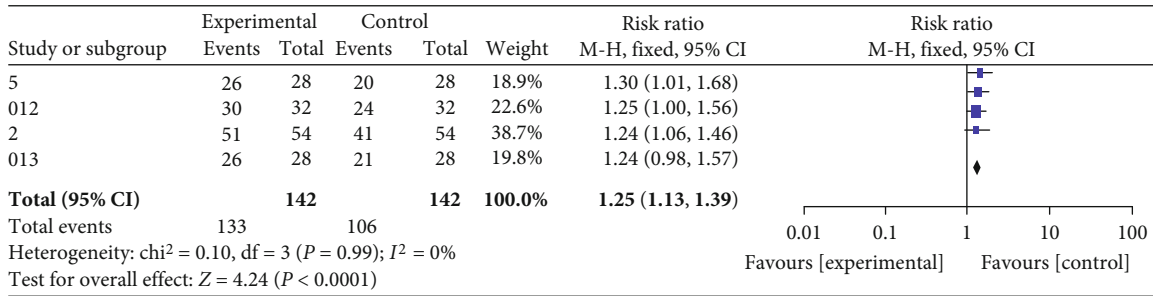 Experimental Control Risk ratio Risk ratio
Study or subgroup Events Total Events Total Weight M-H, fixed, 95% CI M-H, fixed, 95% CI
5 26 28 20 28 18.9% 1.30 (1.01, 1.68)
012 30 32 24 32 22.6% 1.25 (1.00, 1.56)
2 51 54 41 54 38.7% 1.24 (1.06, 1.46)
013 26 28 21 28 19.8% 1.24 (0.98, 1.57)
Total (95% CI) 142 142 100.0% 1.25 (1.13, 1.39)
Total events 133 106
0.01 0.1 1 10 100
Heterogeneity: chi² = 0.10, df = 3 (P = 0.99); I² = 0%
Favours [experimental] Favours [control]
Test for overall effect: Z = 4.24 (P < 0.0001)